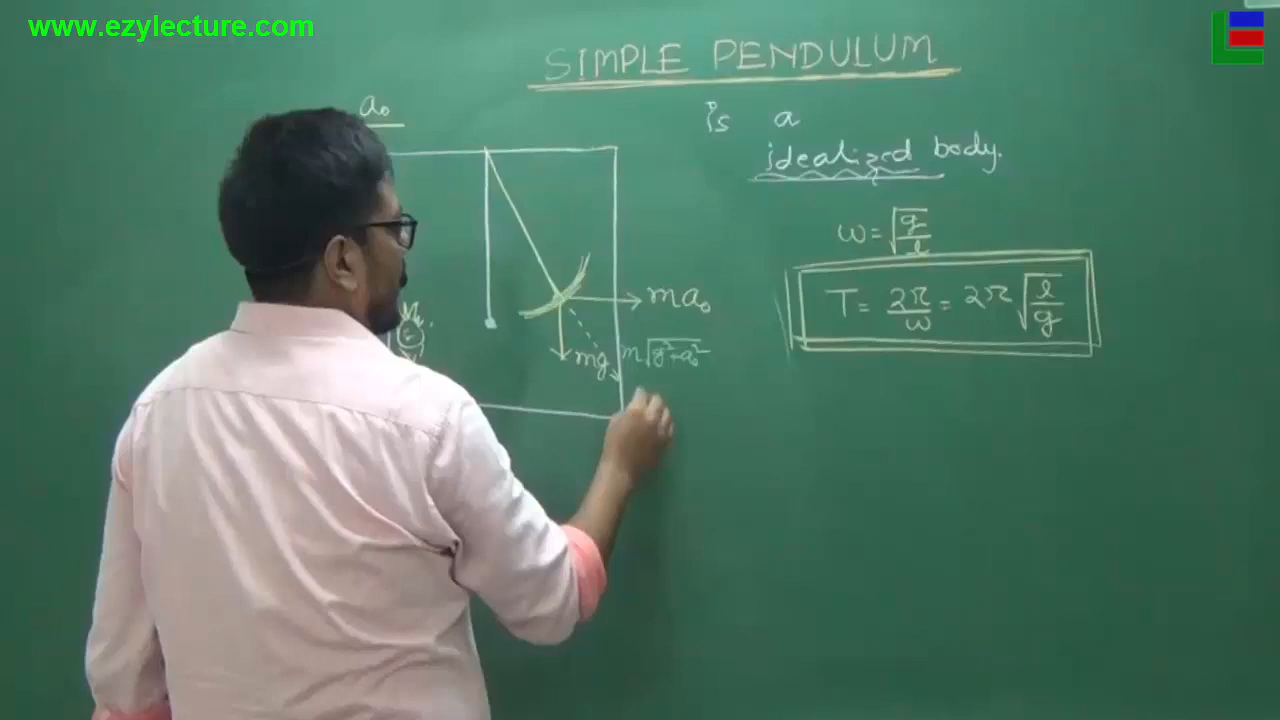 www.ezylecture.com
SIMPLE PENDULUM
a₀
is a
idealized body.
ω = √(g/l)
T = 2π/ω = 2π √(l/g)
ma₀
mg
m√(g²+a₀²)